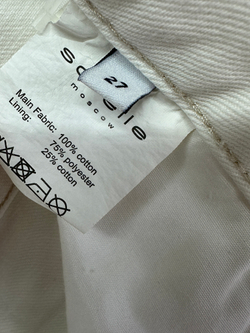 27
moscow
Main Fabric: 100% cotton
Lining: 75% polyester
25% cotton